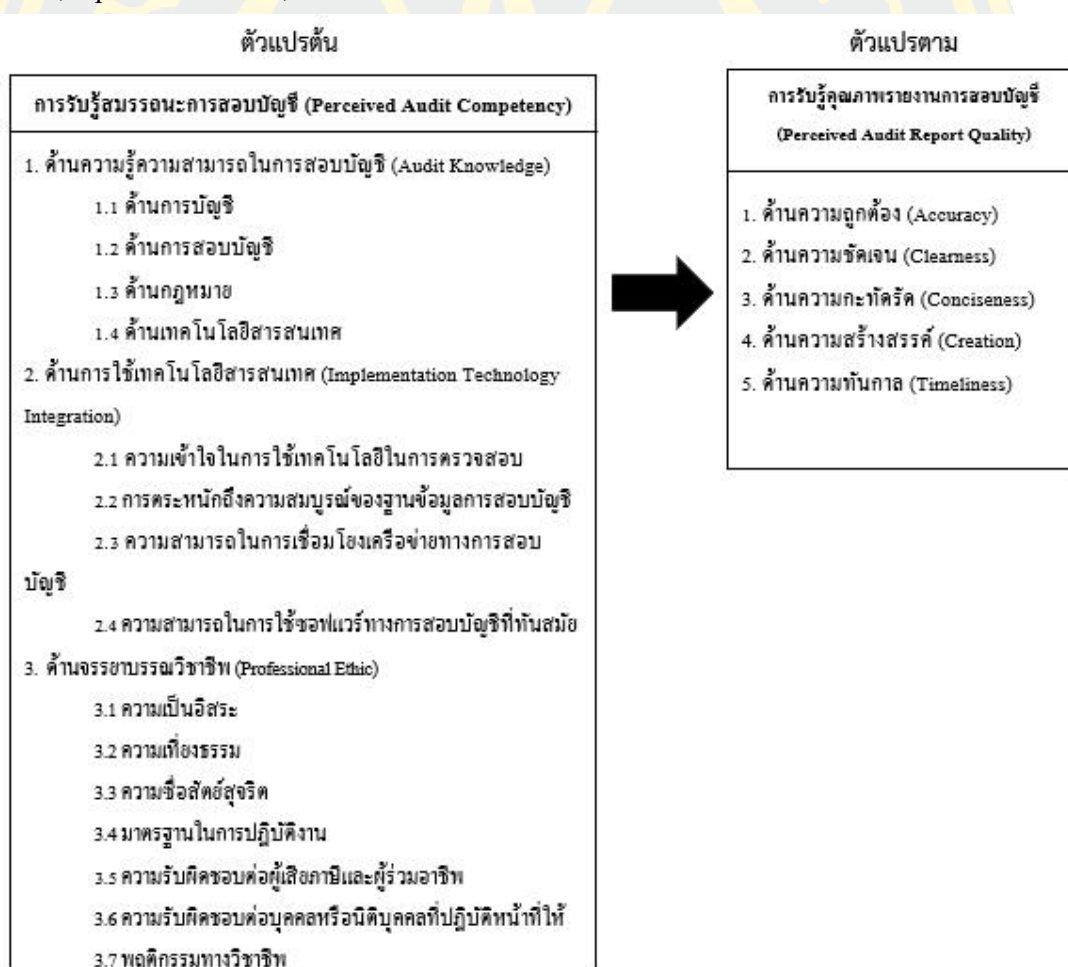 ตัวแปรต้น
การรับรู้สมรรถนะการสอบบัญชี (Perceived Audit Competency)
1. ด้านความรู้ความสามารถในการสอบบัญชี (Audit Knowledge)
1.1 ด้านการบัญชี
1.2 ด้านการสอบบัญชี
1.3 ด้านกฎหมาย
1.4 ด้านเทคโนโลยีสารสนเทศ
2. ด้านการใช้เทคโนโลยีสารสนเทศ (Implementation Technology
Integration)
2.1 ความเข้าใจในการใช้เทคโนโลยีในการตรวจสอบ
2.2 การตระหนักถึงความสมบูรณ์ของฐานข้อมูลการสอบบัญชี
2.3 ความสามารถในการเชื่อมโยงเครือข่ายทางการสอบ
บัญชี
2.4 ความสามารถในการใช้ซอฟแวร์ทางการสอบบัญชีที่ทันสมัย
3. ด้านจรรยาบรรณวิชาชีพ (Professional Ethic)
3.1 ความเป็นอิสระ
3.2 ความเที่ยงธรรม
3.3 ความซื่อสัตย์สุจริต
3.4 มาตรฐานในการปฏิบัติงาน
3.5 ความรับผิดชอบต่อผู้เสียภาษีและผู้ร่วมอาชีพ
3.6 ความรับผิดชอบต่อบุคคลหรือนิติบุคคลที่ปฏิบัติหน้าที่ให้
3.7 พฤติกรรมทางวิชาชีพ
ตัวแปรตาม
การรับรู้คุณภาพรายงานการสอบบัญชี
(Perceived Audit Report Quality)
1. ด้านความถูกต้อง (Accuracy)
2. ด้านความชัดเจน (Clearness)
3. ด้านความกะทัดรัด (Conciseness)
4. ด้านความสร้างสรรค์ (Creation)
5. ด้านความทันกาล (Timeliness)